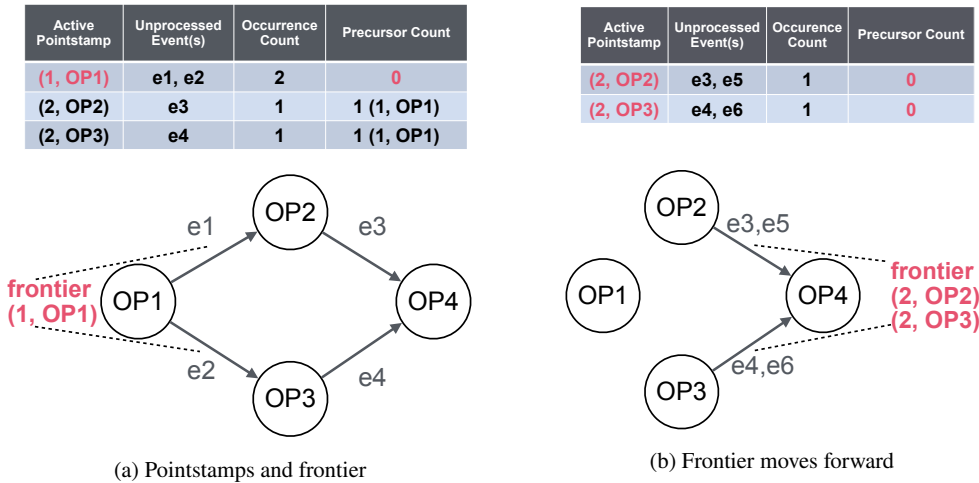 Active Pointstamp Unprocessed Event(s) Occurrence Count Precursor Count
(1, OP1) e1, e2 2 0
(2, OP2) e3 1 1 (1, OP1)
(2, OP3) e4 1 1 (1, OP1)
OP2
e1
e3
frontier
(1, OP1)
OP1
OP4
e2
e4
OP3
(a) Pointstamps and frontier
Active Pointstamp Unprocessed Event(s) Occurence Count Precursor Count
(2, OP2) e3, e5 1 0
(2, OP3) e4, e6 1 0
OP2
e3,e5
OP1
OP4
frontier
(2, OP2)
(2, OP3)
e4,e6
OP3
(b) Frontier moves forward